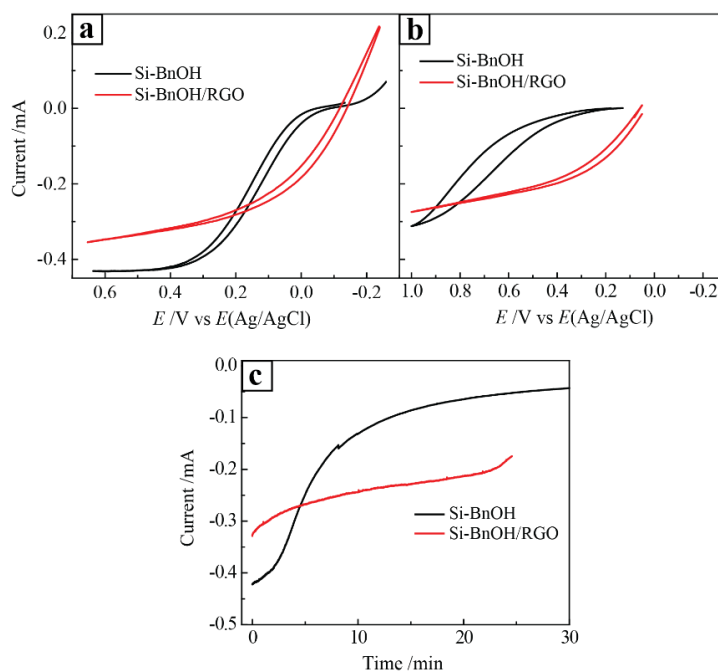 a
0.2
0.0
-0.2
-0.4
Current /mA
Si-BnOH
Si-BnOH/RGO
0.6 0.4 0.2 0.0 -0.2
E /V vs E(Ag/AgCl)
b
Si-BnOH
Si-BnOH/RGO
1.0 0.8 0.6 0.4 0.2 0.0 -0.2
E /V vs E(Ag/AgCl)
c
0.0
-0.1
-0.2
-0.3
-0.4
-0.5
Current /mA
Si-BnOH
Si-BnOH/RGO
0 10 20 30
Time /min